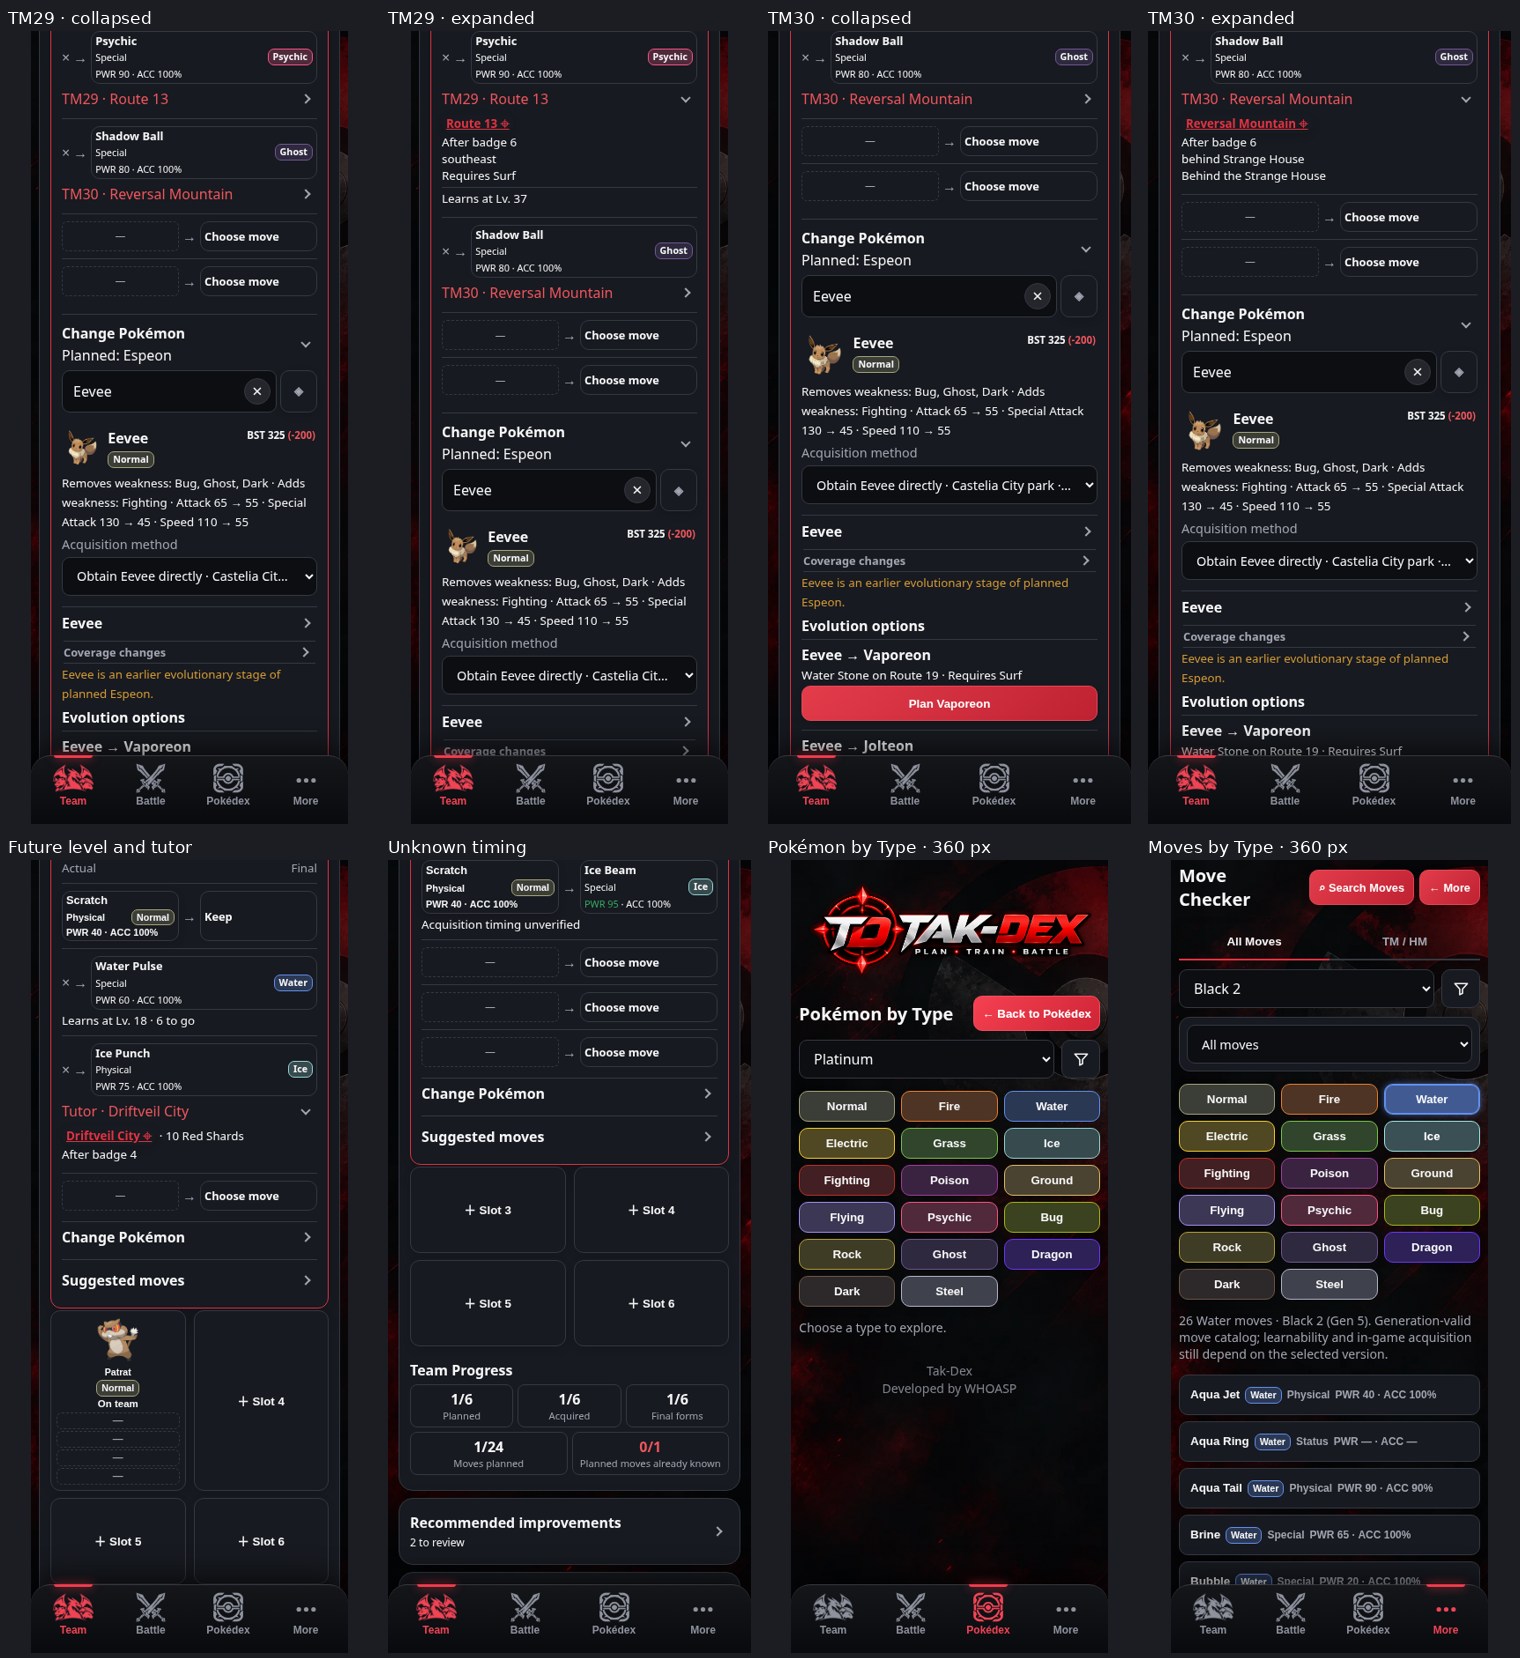 TM29 · collapsed
Psychic
× → Special Psychic
PWR 90 · ACC 100%
TM29 · Route 13
Shadow Ball
× → Special Ghost
PWR 80 · ACC 100%
TM30 · Reversal Mountain
— → Choose move
— → Choose move
Change Pokémon
Planned: Espeon
Eevee ×
Eevee BST 325 (-200)
Normal
Removes weakness: Bug, Ghost, Dark · Adds
weakness: Fighting · Attack 65 → 55 · Special
Attack 130 → 45 · Speed 110 → 55
Acquisition method
Obtain Eevee directly · Castelia Cit...
Eevee
Coverage changes
Eevee is an earlier evolutionary stage of
planned Espeon.
Evolution options
Eevee → Vaporeon
Team Battle Pokédex More
TM29 · expanded
Psychic
× → Special Psychic
PWR 90 · ACC 100%
TM29 · Route 13
Route 13
After badge 6
southeast
Requires Surf
Learns at Lv. 37
Shadow Ball
× → Special Ghost
PWR 80 · ACC 100%
TM30 · Reversal Mountain
— → Choose move
— → Choose move
Change Pokémon
Planned: Espeon
Eevee ×
Eevee BST 325 (-200)
Normal
Removes weakness: Bug, Ghost, Dark · Adds
weakness: Fighting · Attack 65 → 55 · Special
Attack 130 → 45 · Speed 110 → 55
Acquisition method
Obtain Eevee directly · Castelia Cit...
Eevee
Coverage changes
Team Battle Pokédex More
TM30 · collapsed
Shadow Ball
× → Special Ghost
PWR 80 · ACC 100%
TM30 · Reversal Mountain
— → Choose move
— → Choose move
Change Pokémon
Planned: Espeon
Eevee ×
Eevee BST 325 (-200)
Normal
Removes weakness: Bug, Ghost, Dark · Adds
weakness: Fighting · Attack 65 → 55 · Special Attack
130 → 45 · Speed 110 → 55
Acquisition method
Obtain Eevee directly · Castelia City park ·...
Eevee
Coverage changes
Eevee is an earlier evolutionary stage of planned
Espeon.
Evolution options
Eevee → Vaporeon
Water Stone on Route 19 · Requires Surf
Plan Vaporeon
Eevee → Jolteon
Team Battle Pokédex More
TM30 · expanded
Shadow Ball
× → Special Ghost
PWR 80 · ACC 100%
TM30 · Reversal Mountain
Reversal Mountain
After badge 6
behind Strange House
Behind the Strange House
— → Choose move
— → Choose move
Change Pokémon
Planned: Espeon
Eevee ×
Eevee BST 325 (-200)
Normal
Removes weakness: Bug, Ghost, Dark · Adds
weakness: Fighting · Attack 65 → 55 · Special Attack
130 → 45 · Speed 110 → 55
Acquisition method
Obtain Eevee directly · Castelia City park ·...
Eevee
Coverage changes
Eevee is an earlier evolutionary stage of planned
Espeon.
Evolution options
Eevee → Vaporeon
Water Stone on Route 19 · Requires Surf
Team Battle Pokédex More
Future level and tutor
Actual Final
Scratch
Physical Normal → Keep
PWR 40 · ACC 100%
Water Pulse
× → Special Water
PWR 60 · ACC 100%
Learns at Lv. 18 · 6 to go
Ice Punch
× → Physical Ice
PWR 75 · ACC 100%
Tutor · Driftveil City
Driftveil City · 10 Red Shards
After badge 4
— → Choose move
Change Pokémon
Suggested moves
Patrat
Normal
On team
—
—
—
—
+ Slot 4
+ Slot 5 + Slot 6
Team Battle Pokédex More
Unknown timing
Scratch Ice Beam
Physical Normal → Special Ice
PWR 40 · ACC 100% PWR 95 · ACC 100%
Acquisition timing unverified
— → Choose move
— → Choose move
— → Choose move
Change Pokémon
Suggested moves
+ Slot 3 + Slot 4
+ Slot 5 + Slot 6
Team Progress
1/6 1/6 1/6
Planned Acquired Final forms
1/24 0/1
Moves planned Planned moves already known
Recommended improvements
2 to review
Team Battle Pokédex More
Pokémon by Type · 360 px
TD TAK-DEX
PLAN • TRAIN • BATTLE
Pokémon by Type ← Back to Pokédex
Platinum
Normal Fire Water
Electric Grass Ice
Fighting Poison Ground
Flying Psychic Bug
Rock Ghost Dragon
Dark Steel
Choose a type to explore.
Tak-Dex
Developed by WHOASP
Team Battle Pokédex More
Moves by Type · 360 px
Move
Checker
Search Moves ← More
All Moves TM / HM
Black 2
All moves
Normal Fire Water
Electric Grass Ice
Fighting Poison Ground
Flying Psychic Bug
Rock Ghost Dragon
Dark Steel
26 Water moves · Black 2 (Gen 5). Generation-valid
move catalog; learnability and in-game acquisition
still depend on the selected version.
Aqua Jet Water Physical PWR 40 · ACC 100%
Aqua Ring Water Status PWR — · ACC —
Aqua Tail Water Physical PWR 90 · ACC 90%
Brine Water Special PWR 65 · ACC 100%
Bubble Water Special PWR 20 · ACC 100%
Team Battle Pokédex More